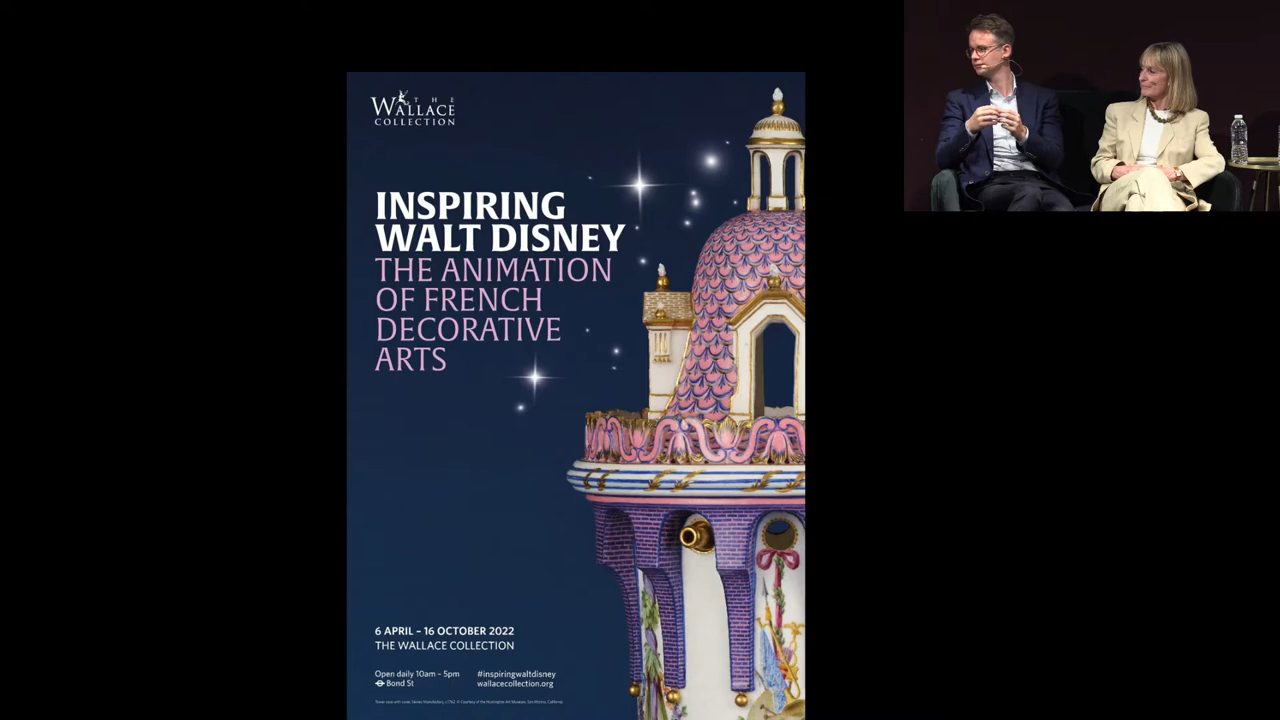 THE
WALLACE
COLLECTION
INSPIRING
WALT DISNEY
THE ANIMATION
OF FRENCH
DECORATIVE
ARTS
6 APRIL – 16 OCTOBER 2022
THE WALLACE COLLECTION
Open daily 10am – 5pm
Bond St
#inspiringwaltdisney
wallacecollection.org